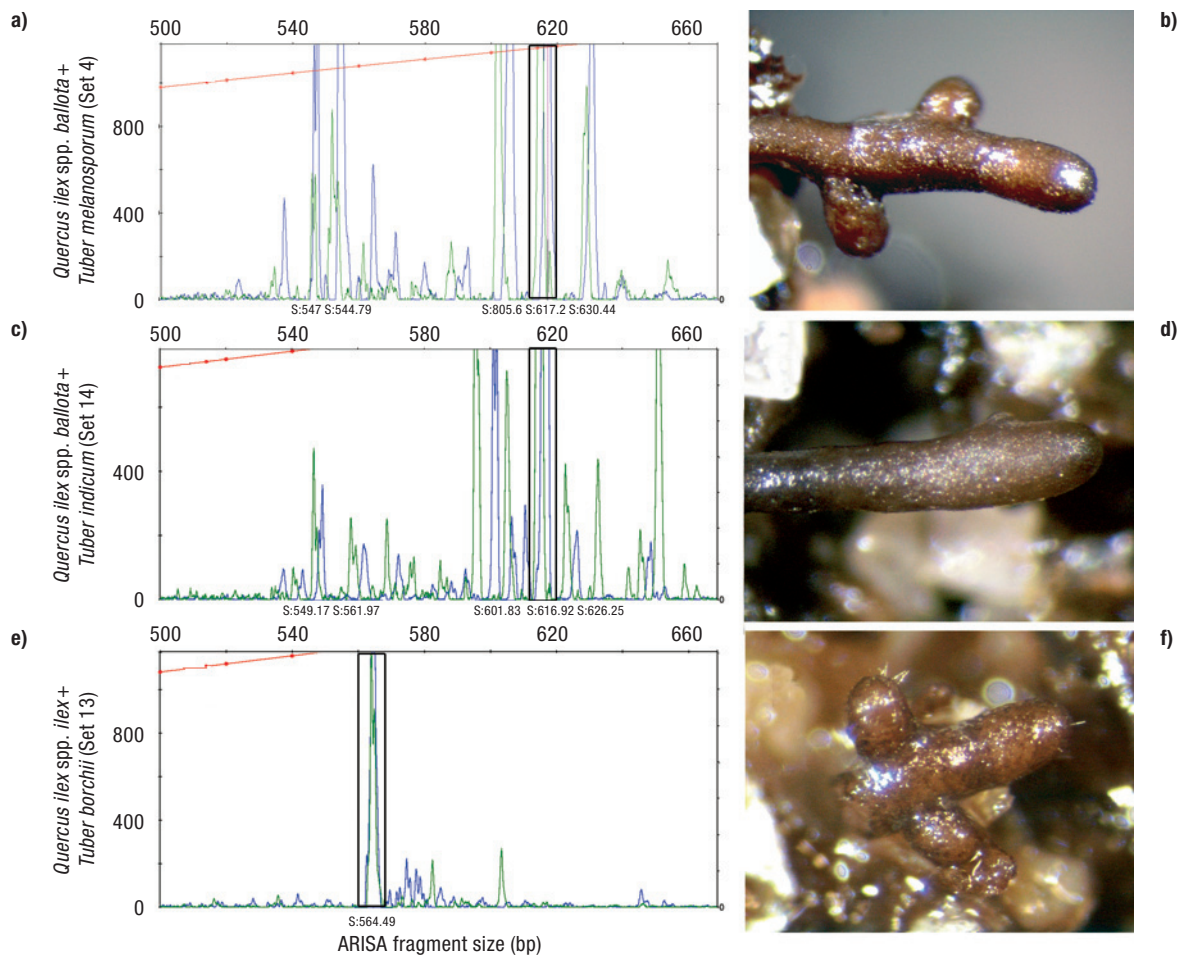 a)
500 540 580 620 660
Quercus ilex spp. ballota +
Tuber melanosporum (Set 4)
800
400
0
0
S:547 S:544.79 S:805.6 S:617.2 S:630.44
b)
c)
500 540 580 620 660
Quercus ilex spp. ballota +
Tuber indicum (Set 14)
400
0
0
S:549.17 S:561.97 S:601.83 S:616.92 S:626.25
d)
e)
500 540 580 620 660
Quercus ilex spp. ilex +
Tuber borchii (Set 13)
800
400
0
0
S:564.49
ARISA fragment size (bp)
f)